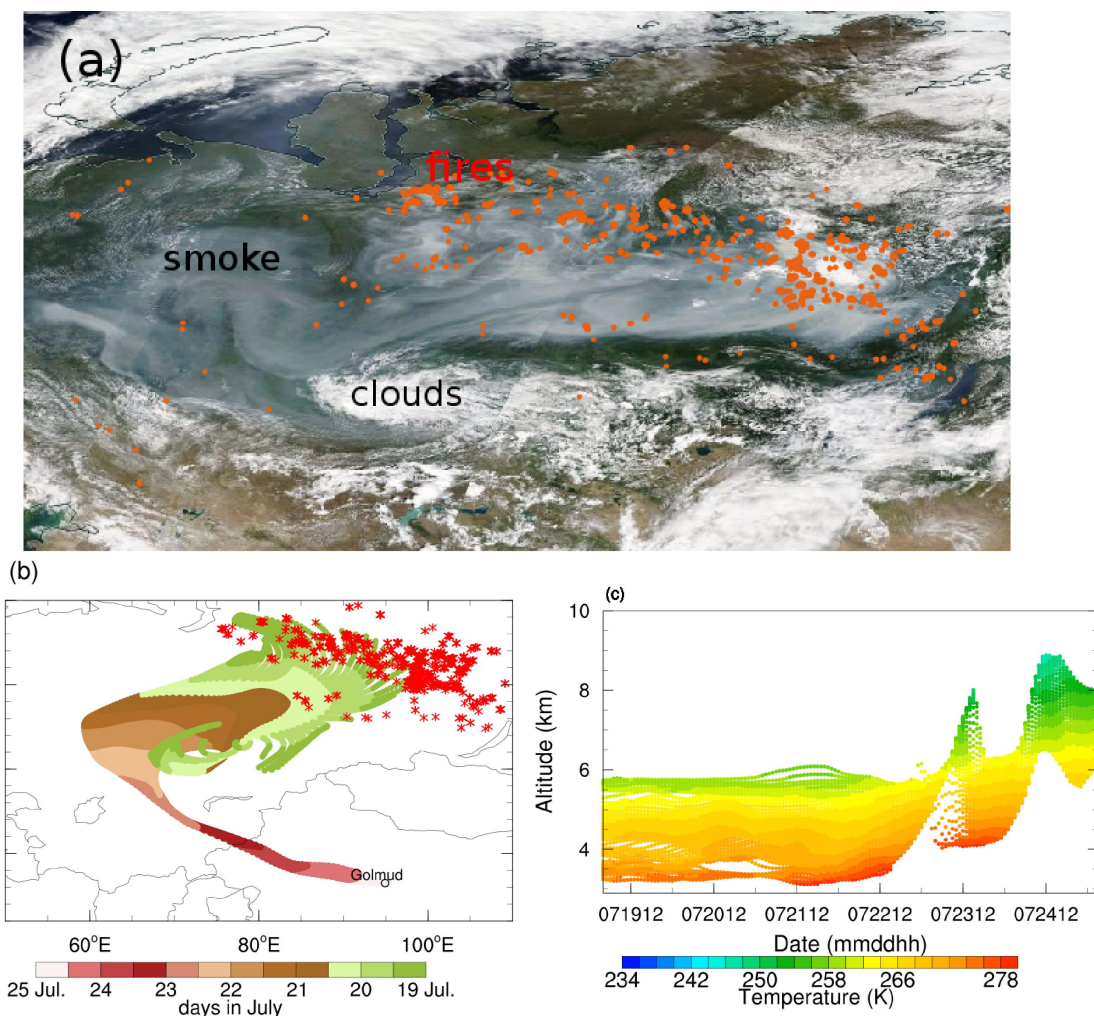 (a)
fires
smoke
clouds
(b)
Golmud
60°E 80°E 100°E
25 Jul. 24 23 22 21 20 19 Jul.
days in July
(c)
10
8
6
4
Altitude (km)
071912 072012 072112 072212 072312 072412
Date (mmddhh)
234 242 250 258 266 278
Temperature (K)